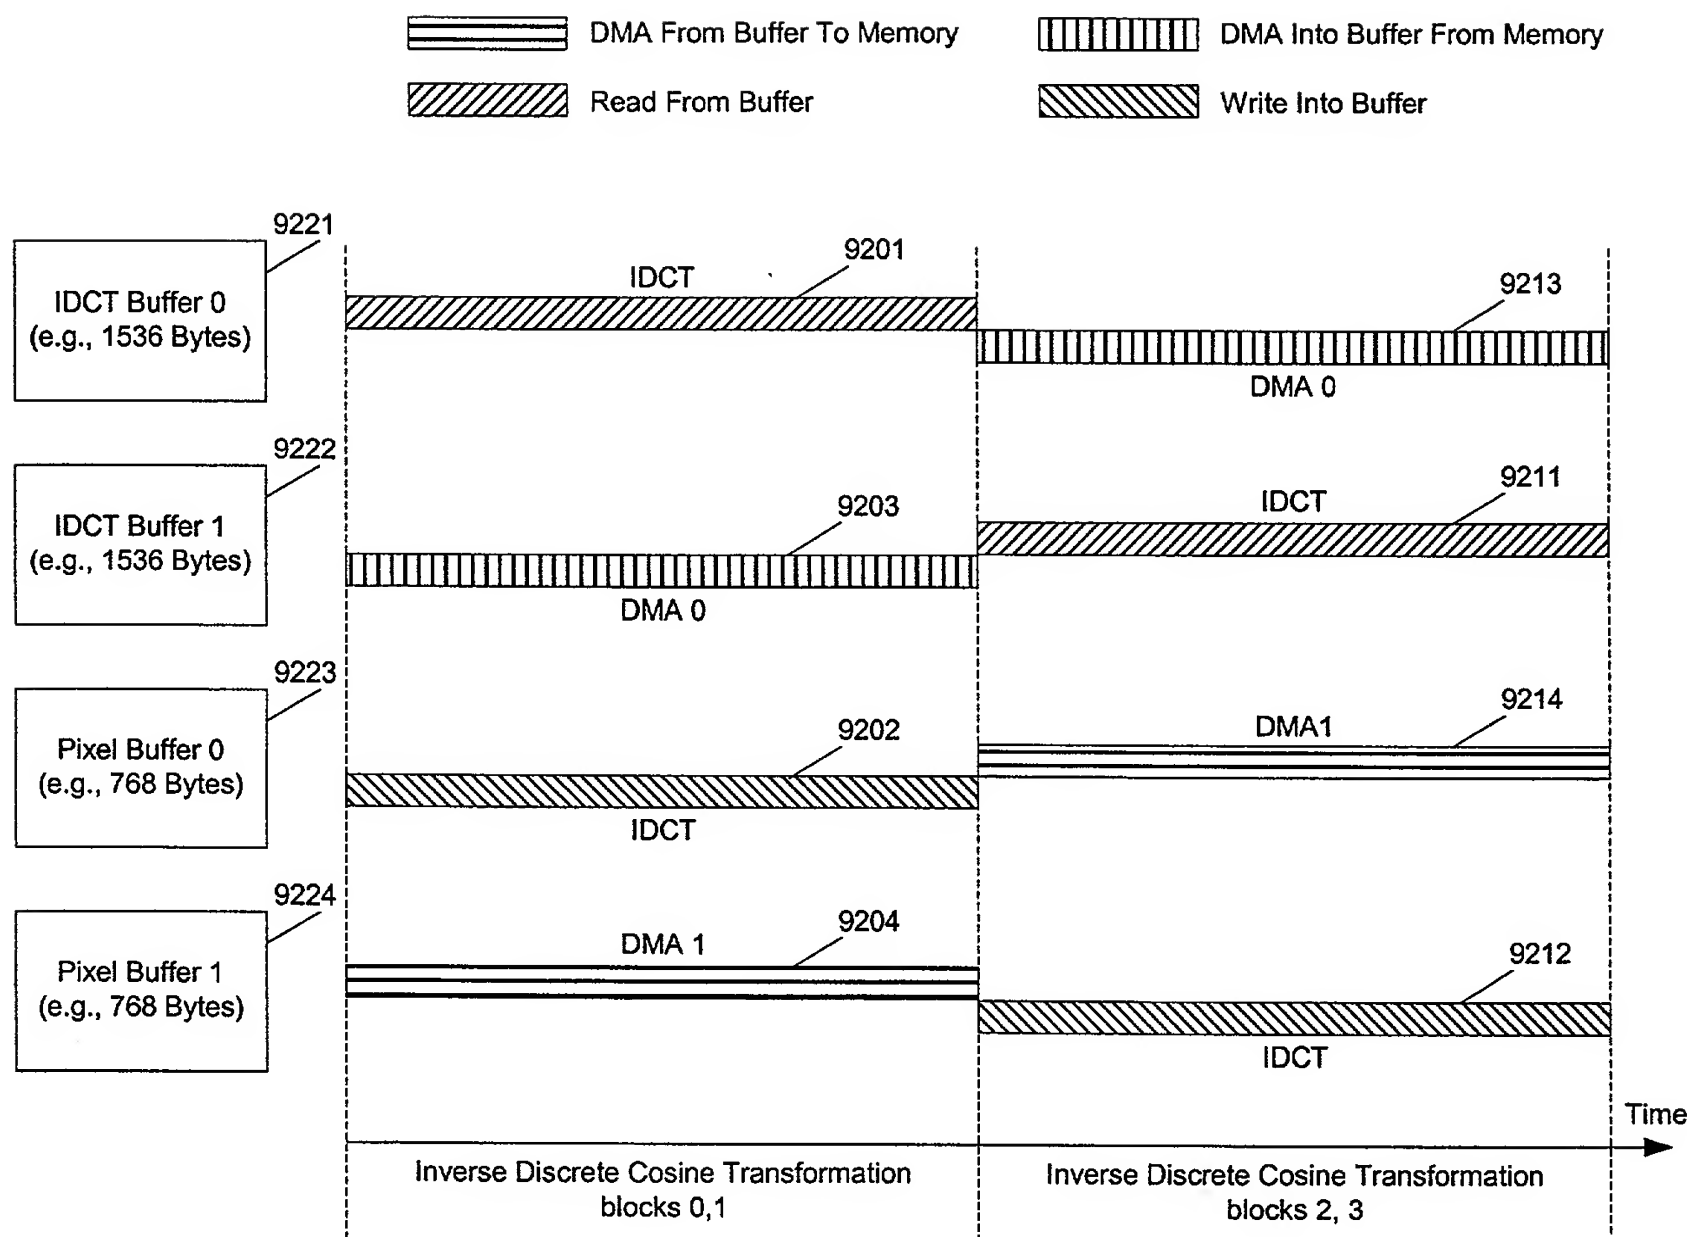 DMA From Buffer To Memory
DMA Into Buffer From Memory
Read From Buffer
Write Into Buffer
9221
IDCT Buffer 0
(e.g., 1536 Bytes)
9201
IDCT
9213
DMA 0
9222
IDCT Buffer 1
(e.g., 1536 Bytes)
9203
DMA 0
9211
IDCT
9223
Pixel Buffer 0
(e.g., 768 Bytes)
9202
IDCT
9214
DMA1
9224
Pixel Buffer 1
(e.g., 768 Bytes)
9204
DMA 1
9212
IDCT
Time
Inverse Discrete Cosine Transformation
blocks 0,1
Inverse Discrete Cosine Transformation
blocks 2, 3